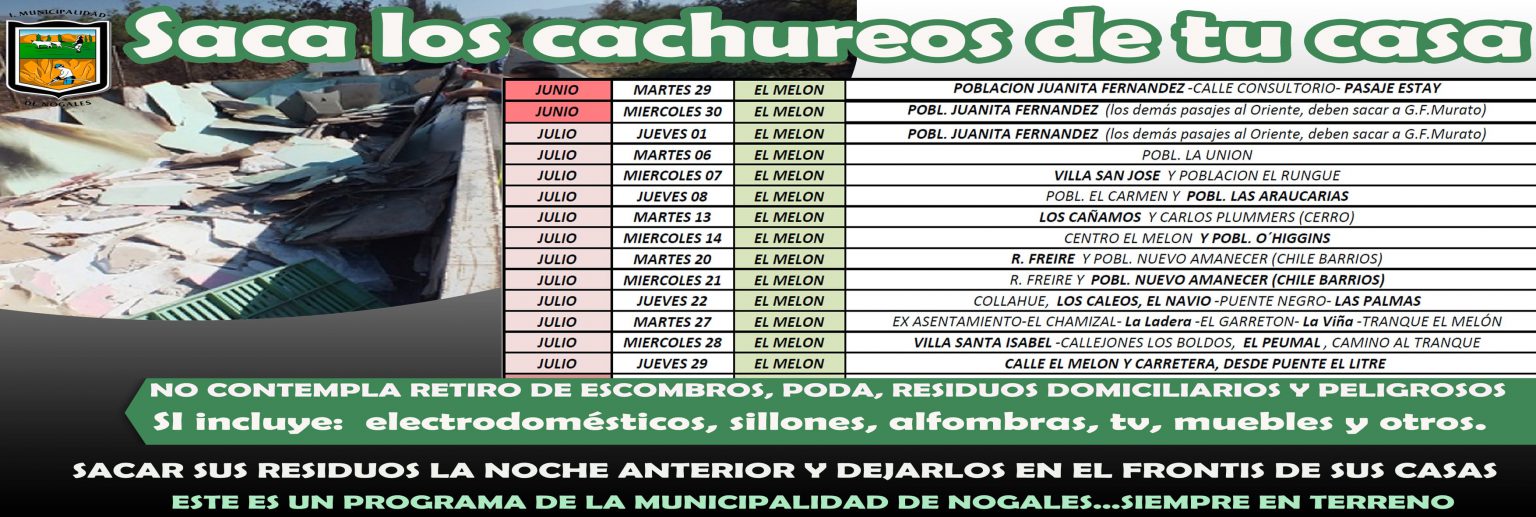 I. MUNICIPALIDAD
DE NOGALES
Saca los cachureos de tu casa
JUNIO MARTES 29 EL MELON POBLACION JUANITA FERNANDEZ -CALLE CONSULTORIO- PASAJE ESTAY
JUNIO MIERCOLES 30 EL MELON POBL. JUANITA FERNANDEZ (los demás pasajes al Oriente, deben sacar a G.F.Murato)
JULIO JUEVES 01 EL MELON POBL. JUANITA FERNANDEZ (los demás pasajes al Oriente, deben sacar a G.F.Murato)
JULIO MARTES 06 EL MELON POBL. LA UNION
JULIO MIERCOLES 07 EL MELON VILLA SAN JOSE Y POBLACION EL RUNGUE
JULIO JUEVES 08 EL MELON POBL. EL CARMEN Y POBL. LAS ARAUCARIAS
JULIO MARTES 13 EL MELON LOS CAÑAMOS Y CARLOS PLUMMERS (CERRO)
JULIO MIERCOLES 14 EL MELON CENTRO EL MELON Y POBL. O´HIGGINS
JULIO MARTES 20 EL MELON R. FREIRE Y POBL. NUEVO AMANECER (CHILE BARRIOS)
JULIO MIERCOLES 21 EL MELON R. FREIRE Y POBL. NUEVO AMANECER (CHILE BARRIOS)
JULIO JUEVES 22 EL MELON COLLAHUE, LOS CALEOS, EL NAVIO -PUENTE NEGRO- LAS PALMAS
JULIO MARTES 27 EL MELON EX ASENTAMIENTO-EL CHAMIZAL- La Ladera -EL GARRETON- La Viña -TRANQUE EL MELÓN
JULIO MIERCOLES 28 EL MELON VILLA SANTA ISABEL -CALLEJONES LOS BOLDOS, EL PEUMAL , CAMINO AL TRANQUE
JULIO JUEVES 29 EL MELON CALLE EL MELON Y CARRETERA, DESDE PUENTE EL LITRE
NO CONTEMPLA RETIRO DE ESCOMBROS, PODA, RESIDUOS DOMICILIARIOS Y PELIGROSOS
SI incluye: electrodomésticos, sillones, alfombras, tv, muebles y otros.
SACAR SUS RESIDUOS LA NOCHE ANTERIOR Y DEJARLOS EN EL FRONTIS DE SUS CASAS
ESTE ES UN PROGRAMA DE LA MUNICIPALIDAD DE NOGALES...SIEMPRE EN TERRENO